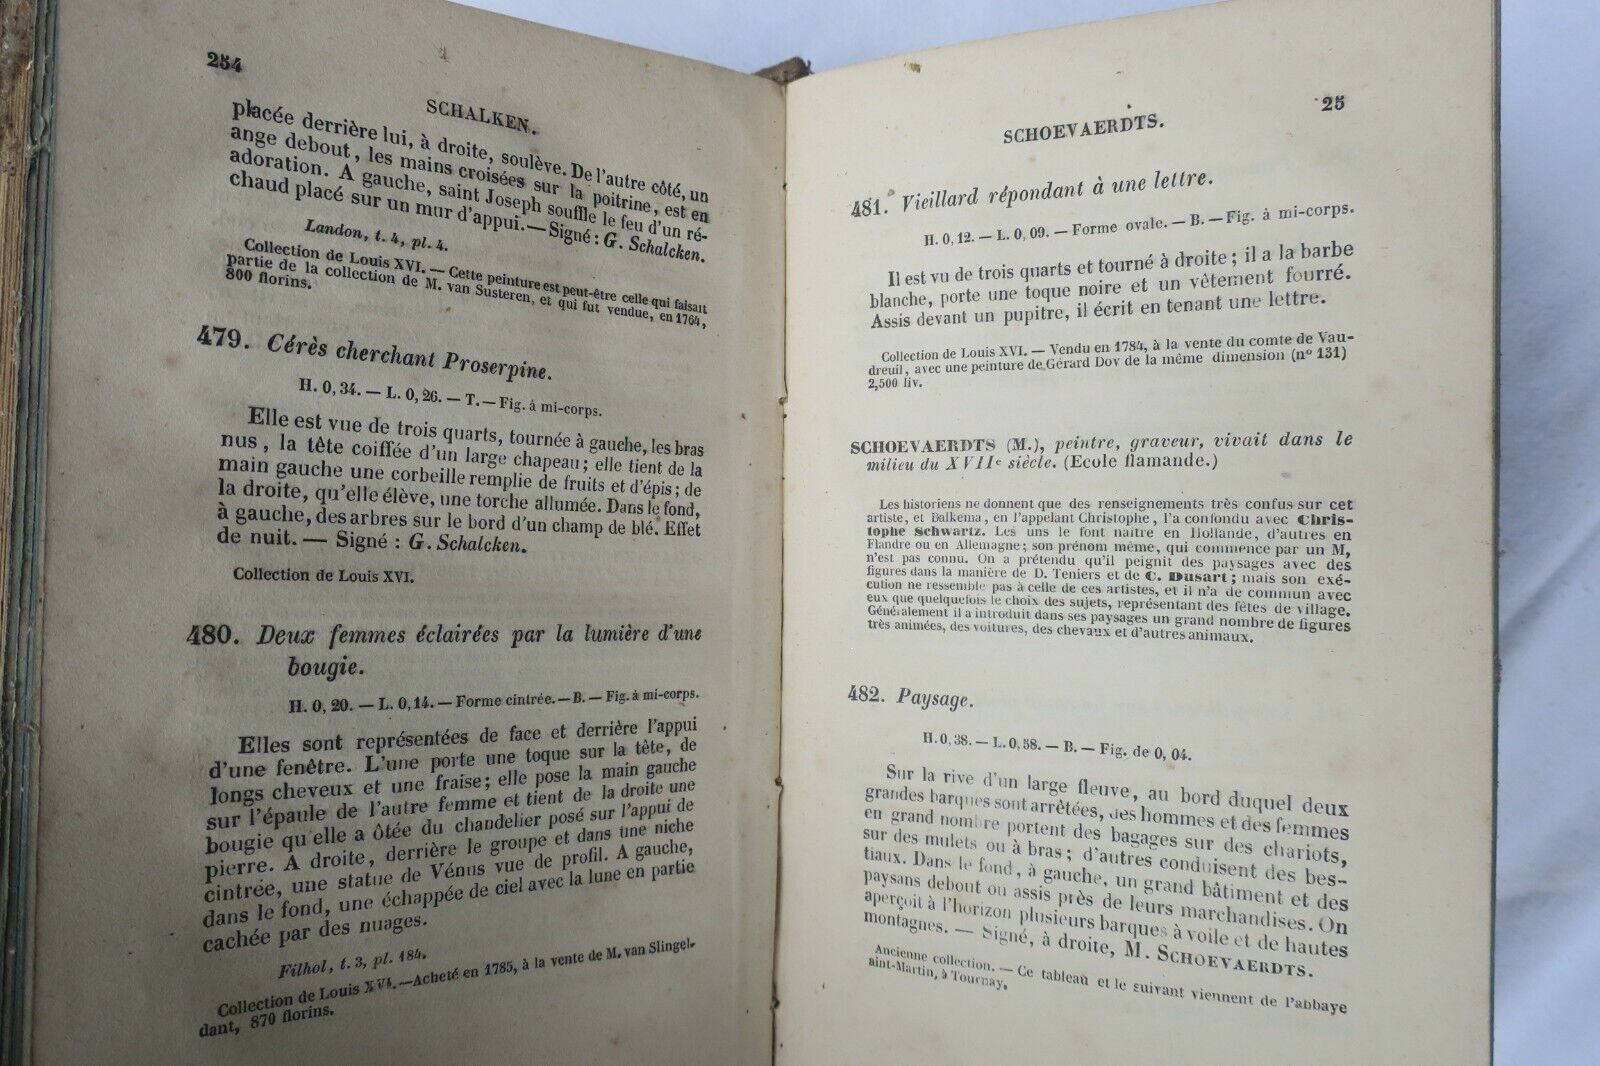 254
SCHALKEN.
placée derrière lui, à droite, soulève. De l'autre côté, un
ange debout, les mains croisées sur la poitrine, est en
adoration. A gauche, saint Joseph souffle le feu d'un ré-
chaud placé sur un mur d'appui. — Signé : G. Schalcken.
Landon, t. 4, pl. 4.
Collection de Louis XVI. — Cette peinture est peut-être celle qui faisait
partie de la collection de M. van Susteren, et qui fut vendue, en 1764,
800 florins.
479. Cérès cherchant Proserpine.
H. 0, 34. — L. 0, 26. — T. — Fig. à mi-corps.
Elle est vue de trois quarts, tournée à gauche, les bras
nus, la tête coiffée d'un large chapeau ; elle tient de la
main gauche une corbeille remplie de fruits et d'épis ; de
la droite, qu'elle élève, une torche allumée. Dans le fond,
à gauche, des arbres sur le bord d'un champ de blé. Effet
de nuit. — Signé : G. Schalcken.
Collection de Louis XVI.
480. Deux femmes éclairées par la lumière d'une
bougie.
H. 0, 20. — L. 0, 14. — Forme cintrée. — B. — Fig. à mi-corps.
Elles sont représentées de face et derrière l'appui
d'une fenêtre. L'une porte une toque sur la tête, de
longs cheveux et une fraise ; elle pose la main gauche
sur l'épaule de l'autre femme et tient de la droite une
bougie qu'elle a ôtée du chandelier posé sur l'appui de
pierre. A droite, derrière le groupe et dans une niche
cintrée, une statue de Vénus vue de profil. A gauche,
dans le fond, une échappée de ciel avec la lune en partie
cachée par des nuages.
Filhol, t. 3, pl. 184.
Collection de Louis XVI. — Acheté en 1785, à la vente de M. van Slingel-
dant, 870 florins.
25
SCHOEVAERDTS.
481. Vieillard répondant à une lettre.
H. 0, 12. — L. 0, 09. — Forme ovale. — B. — Fig. à mi-corps.
Il est vu de trois quarts et tourné à droite ; il a la barbe
blanche, porte une toque noire et un vêtement fourré.
Assis devant un pupitre, il écrit en tenant une lettre.
Collection de Louis XVI. — Vendu en 1784, à la vente du comte de Vau-
dreuil, avec une peinture de Gérard Dov de la même dimension (nº 131)
2,500 liv.
SCHOEVAERDTS (M.), peintre, graveur, vivait dans le
milieu du XVIIe siècle. (Ecole flamande.)
Les historiens ne donnent que des renseignements très confus sur cet
artiste, et Balkema, en l'appelant Christophe, l'a confondu avec Chris-
tophe Schwartz. Les uns le font naître en Hollande, d'autres en
Flandre ou en Allemagne ; son prénom même, qui commence par un M,
n'est pas connu. On a prétendu qu'il peignit des paysages avec des
figures dans la manière de D. Teniers et de C. Dusart ; mais son exé-
cution ne ressemble pas à celle de ces artistes, et il n'a de commun avec
eux que quelquefois le choix des sujets, représentant des fêtes de village.
Généralement il a introduit dans ses paysages un grand nombre de figures
très animées, des voitures, des chevaux et d'autres animaux.
482. Paysage.
H. 0, 38. — L. 0, 58. — B. — Fig. de 0, 04.
Sur la rive d'un large fleuve, au bord duquel deux
grandes barques sont arrêtées, des hommes et des femmes
en grand nombre portent des bagages sur des chariots,
sur des mulets ou à bras ; d'autres conduisent des bes-
tiaux. Dans le fond, à gauche, un grand bâtiment et des
paysans debout ou assis près de leurs marchandises. On
aperçoit à l'horizon plusieurs barques à voile et de hautes
montagnes. — Signé, à droite, M. SCHOEVAERDTS.
Ancienne collection. — Ce tableau et le suivant viennent de l'abbaye
aint-Martin, à Tournay.